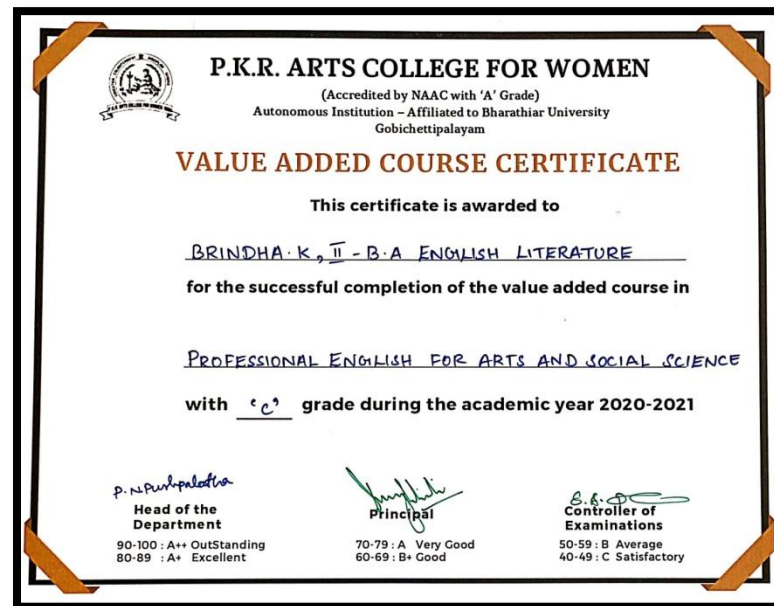 P.K.R. ARTS COLLEGE FOR WOMEN
(Accredited by NAAC with ‘A’ Grade)
Autonomous Institution – Affiliated to Bharathiar University
Gobichettipalayam
VALUE ADDED COURSE CERTIFICATE
This certificate is awarded to
BRINDHA.K, II - B.A ENGLISH LITERATURE
for the successful completion of the value added course in
PROFESSIONAL ENGLISH FOR ARTS AND SOCIAL SCIENCE
with ‘C’ grade during the academic year 2020-2021
P.N Pushpalatha
Head of the
Department
Principal
Controller of
Examinations
90-100 : A++ OutStanding
80-89 : A+ Excellent
70-79 : A Very Good
60-69 : B+ Good
50-59 : B Average
40-49 : C Satisfactory